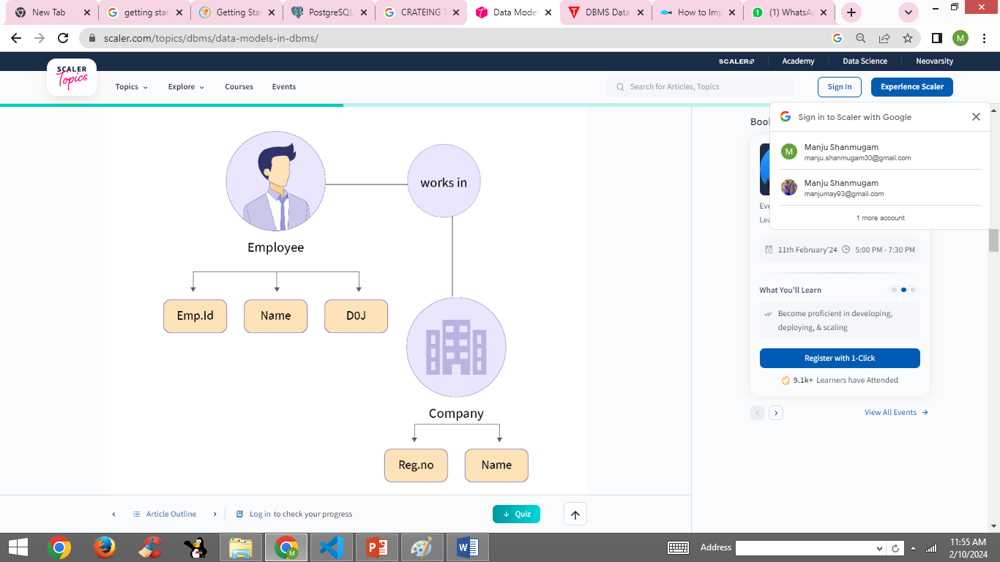 New Tab
getting star
Getting Star
PostgreSQL
CRATEING T
Data Model
DBMS Data
How to Imp
(1) WhatsAp
scaler.com/topics/dbms/data-models-in-dbms/
M
SCALER
Academy
Data Science
Neovarsity
SCALER
Topics
Topics
Explore
Courses
Events
Search for Articles, Topics
Sign In
Experience Scaler
Sign in to Scaler with Google
M
Manju Shanmugam
manju.shanmugam30@gmail.com
Manju Shanmugam
manjumay93@gmail.com
1 more account
works in
Employee
Emp.Id
Name
D0J
Company
Reg.no
Name
Book
Eve
Lea
11th February'24
5:00 PM - 7:30 PM
What You'll Learn
Become proficient in developing,
deploying, & scaling
Register with 1-Click
9.1k+ Learners have Attended
View All Events
Article Outline
Log in to check your progress
Quiz
Address
11:55 AM
2/10/2024